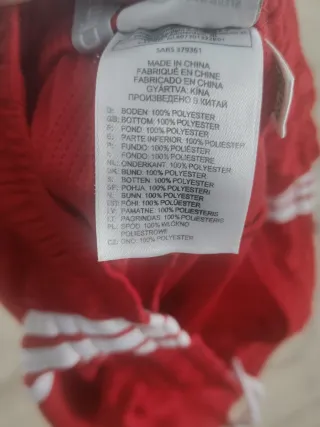 MADE IN CHINA
FABRIQUÉ EN CHINE
FABRICADO EN CHINA
GYÁRTVA: KÍNA
ПРОИЗВЕДЕНО В КИТАЙ
BODEN: 100% POLYESTER
BOTTOM: 100% POLYESTER
FOND: 100% POLYESTER
PARTE INFERIOR: 100% POLYESTER
FUNDO: 100% POLIÉSTER
FONDO: 100% POLIESTERE
ONDERKANT: 100% POLYESTER
BUND: 100% POLYESTER
BOTTEN: 100% POLYESTER
POHJA: 100% POLYESTERI
BUNN: 100% POLYESTER
PÕHI: 100% POLÜESTER
PAMATNE: 100% POLIESTERIS
PAGRINDAS: 100% POLIESTERIS
SPÓD: 100% WŁÓKNO
POLIESTROWE
DNO: 100% POLYESTER